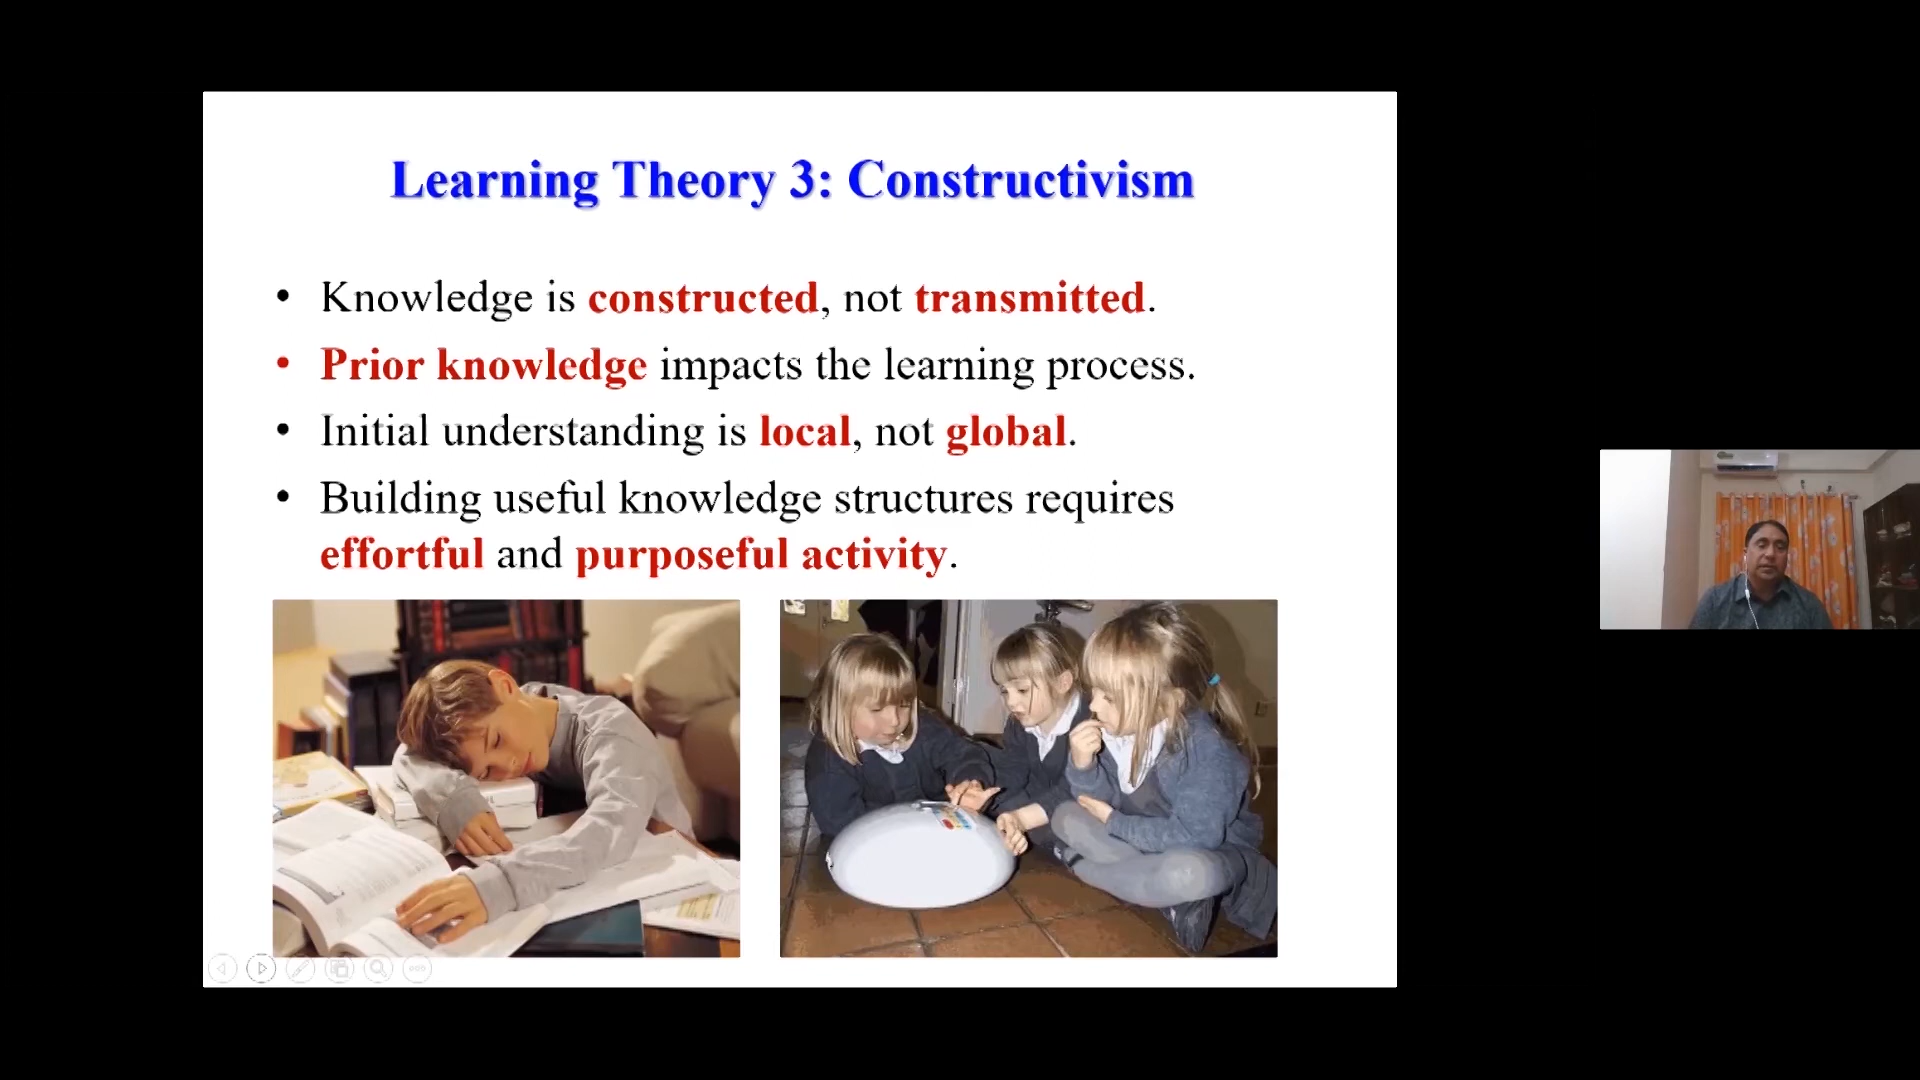 Learning Theory 3: Constructivism
• Knowledge is constructed, not transmitted.
• Prior knowledge impacts the learning process.
• Initial understanding is local, not global.
• Building useful knowledge structures requires
effortful and purposeful activity.